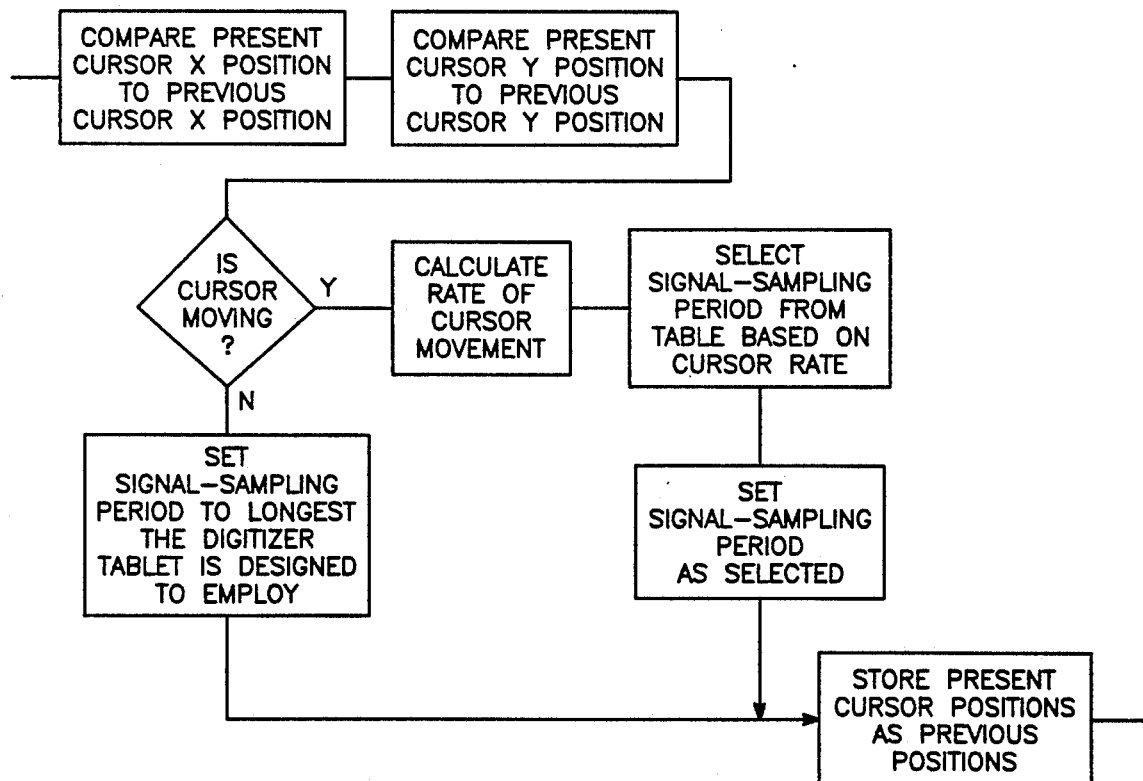 COMPARE PRESENT
CURSOR X POSITION
TO PREVIOUS
CURSOR X POSITION
COMPARE PRESENT
CURSOR Y POSITION
TO PREVIOUS
CURSOR Y POSITION
IS
CURSOR
MOVING
?
Y
N
CALCULATE
RATE OF
CURSOR
MOVEMENT
SELECT
SIGNAL-SAMPLING
PERIOD FROM
TABLE BASED ON
CURSOR RATE
SET
SIGNAL-SAMPLING
PERIOD TO LONGEST
THE DIGITIZER
TABLET IS DESIGNED
TO EMPLOY
SET
SIGNAL-SAMPLING
PERIOD
AS SELECTED
STORE PRESENT
CURSOR POSITIONS
AS PREVIOUS
POSITIONS